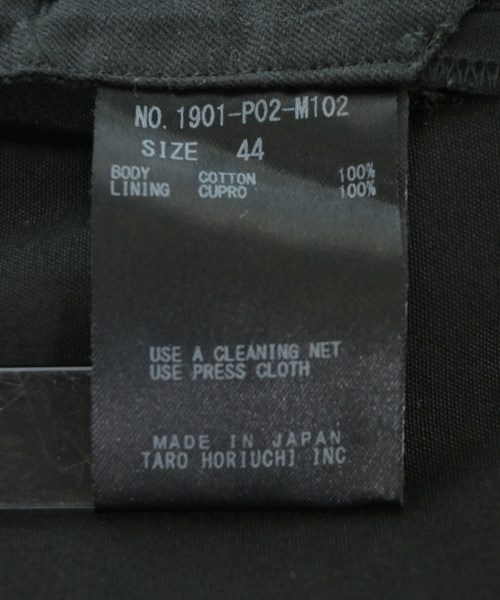 NO. 1901-P02-M102
SIZE 44
BODY COTTON 100%
LINING CUPRO 100%
USE A CLEANING NET
USE PRESS CLOTH
MADE IN JAPAN
TARO HORIUCHI INC